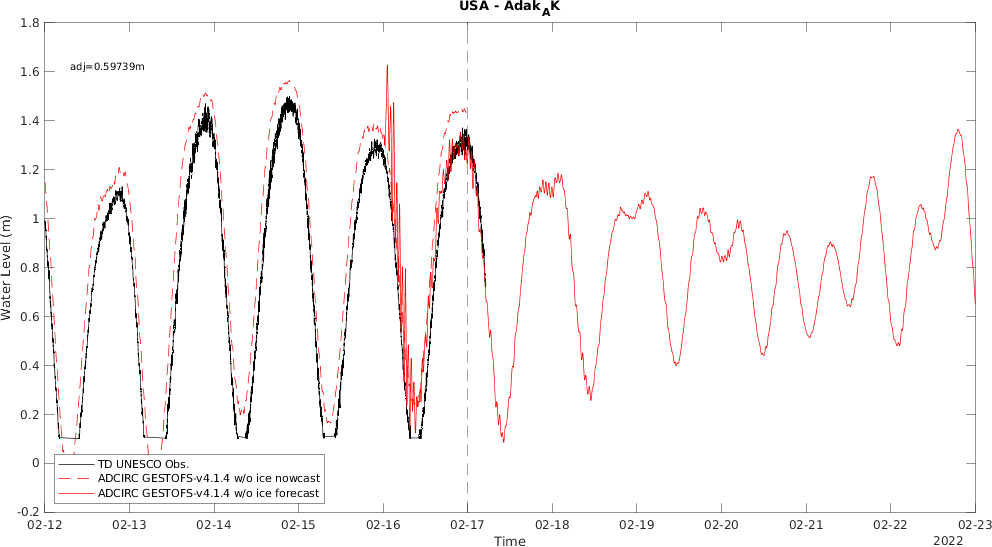 USA - Adak_AK
1.8
1.6
1.4
1.2
1
0.8
0.6
0.4
0.2
0
-0.2
Water Level (m)
adj=0.59739m
TD UNESCO Obs.
ADCIRC GESTOFS-v4.1.4 w/o ice nowcast
ADCIRC GESTOFS-v4.1.4 w/o ice forecast
02-12 02-13 02-14 02-15 02-16 02-17 02-18 02-19 02-20 02-21 02-22 02-23
Time
2022